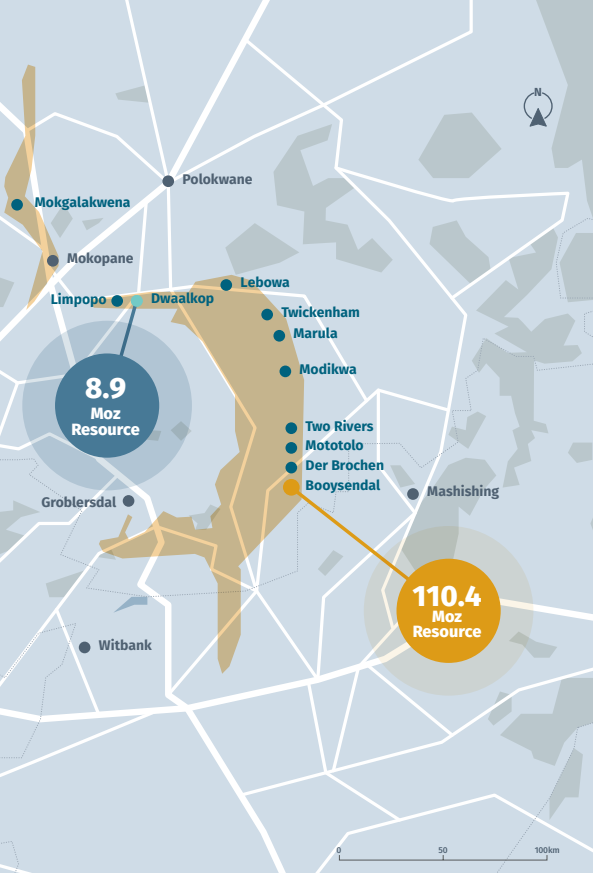 N
Polokwane
Mokgalakwena
Mokopane
Lebowa
Limpopo
Dwaalkop
Twickenham
Marula
Modikwa
8.9
Moz
Resource
Two Rivers
Mototolo
Der Brochen
Booysendal
Mashishing
Groblersdal
110.4
Moz
Resource
Witbank
0 50 100km